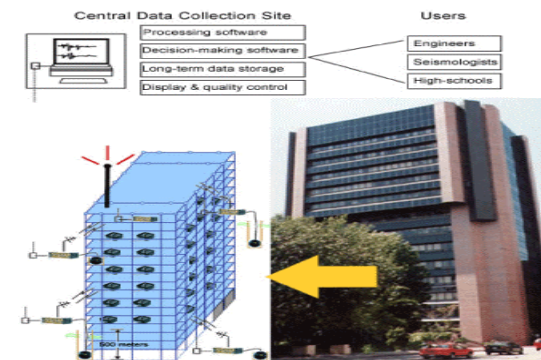 Central Data Collection Site
Users
Processing software
Decision-making software
Long-term data storage
Display & quality control
Engineers
Seismologists
High-schools
500 meters